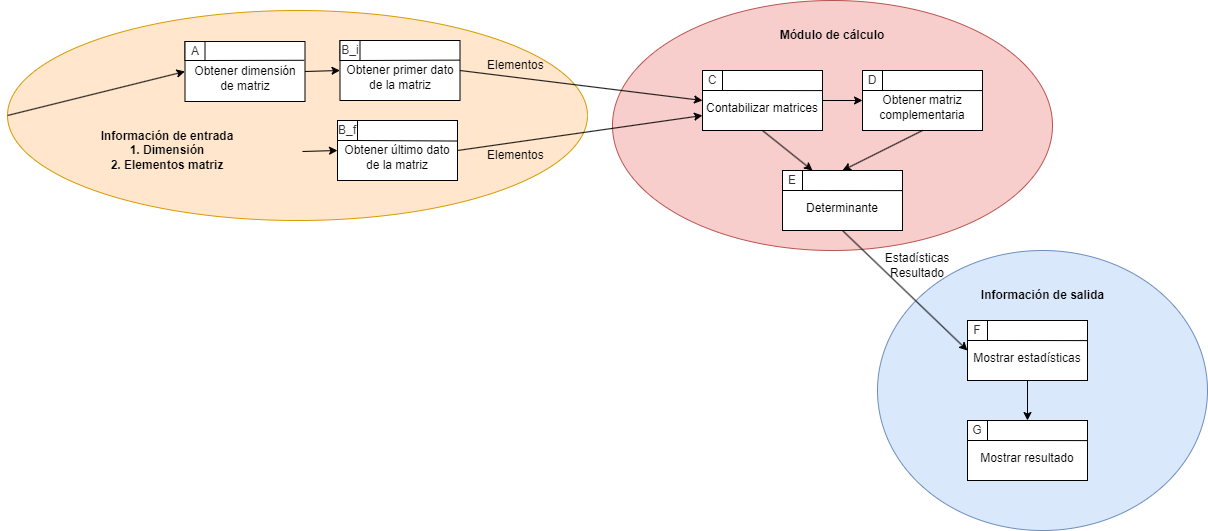 A
Obtener dimensión
de matriz
B_i
Obtener primer dato
de la matriz
Elementos
Información de entrada
1. Dimensión
2. Elementos matriz
B_f
Obtener último dato
de la matriz
Elementos
Módulo de cálculo
C
Contabilizar matrices
D
Obtener matriz
complementaria
E
Determinante
Estadísticas
Resultado
Información de salida
F
Mostrar estadísticas
G
Mostrar resultado